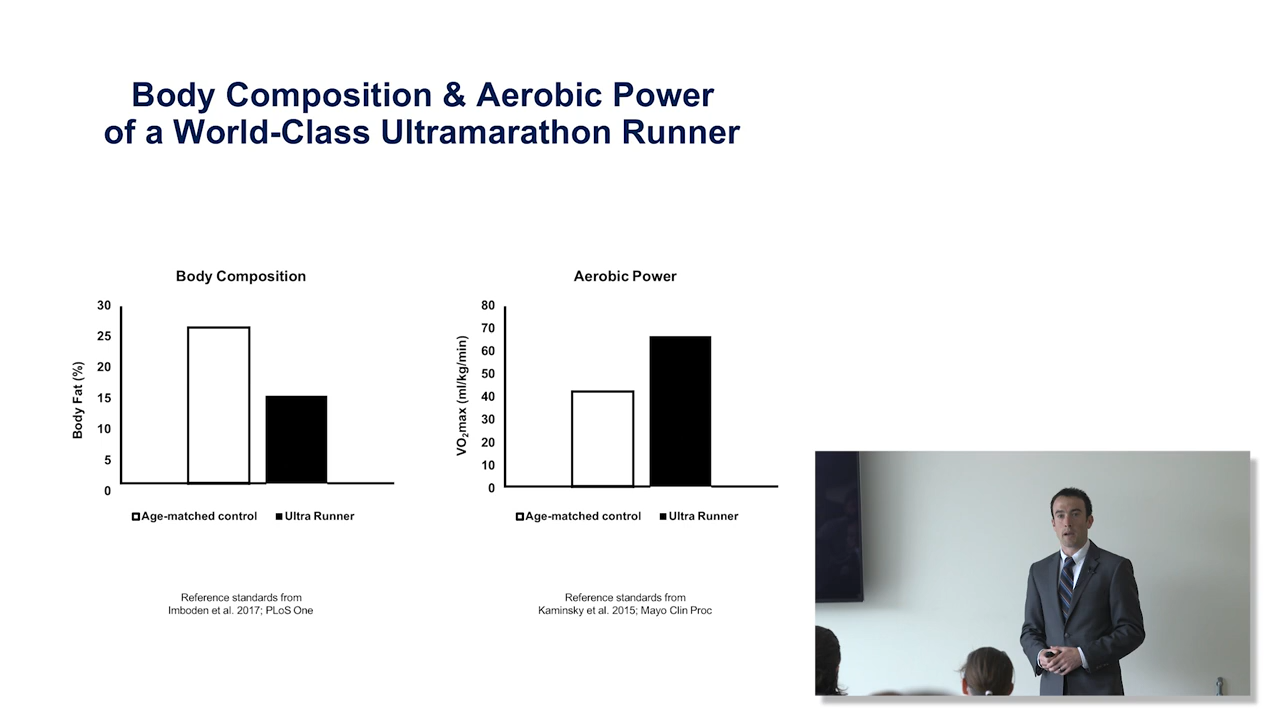 Body Composition & Aerobic Power
of a World-Class Ultramarathon Runner
Body Composition
30
25
20
15
10
5
0
Body Fat (%)
Age-matched control
Ultra Runner
Reference standards from
Imboden et al. 2017; PLoS One
Aerobic Power
80
70
60
50
40
30
20
10
0
VO₂max (ml/kg/min)
Age-matched control
Ultra Runner
Reference standards from
Kaminsky et al. 2015; Mayo Clin Proc